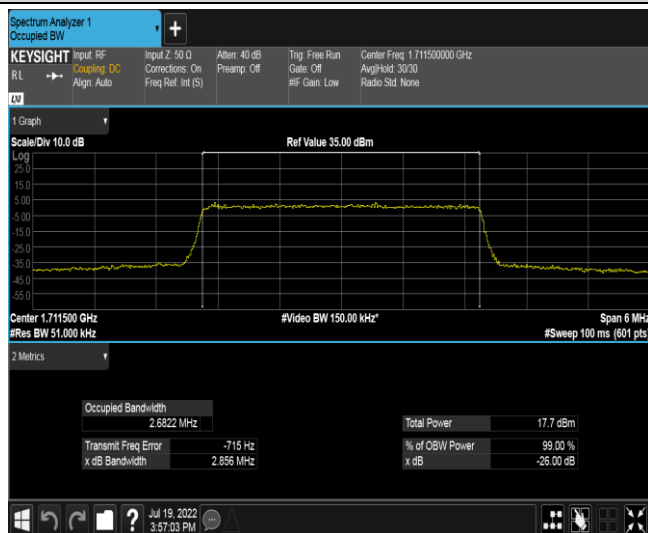 Spectrum Analyzer 1
Occupied BW
+
KEYSIGHT Input: RF Input Z: 50 Ω Atten: 40 dB Trig: Free Run Center Freq: 1.711500000 GHz
RL Coupling: DC Corrections: On Preamp: Off Gate: Off Avg|Hold: 30/30
Align: Auto Freq Ref: Int (S) #IF Gain: Low Radio Std: None
LXI
1 Graph
Scale/Div 10.0 dB Ref Value 35.00 dBm
Log
25.0
15.0
5.00
-5.00
-15.0
-25.0
-35.0
-45.0
-55.0
Center 1.711500 GHz #Video BW 150.00 kHz* Span 6 MHz
#Res BW 51.000 kHz #Sweep 100 ms (601 pts)
2 Metrics
Occupied Bandwidth
2.6822 MHz Total Power 17.7 dBm
Transmit Freq Error -715 Hz % of OBW Power 99.00 %
x dB Bandwidth 2.856 MHz x dB -26.00 dB
? Jul 19, 2022
3:57:03 PM